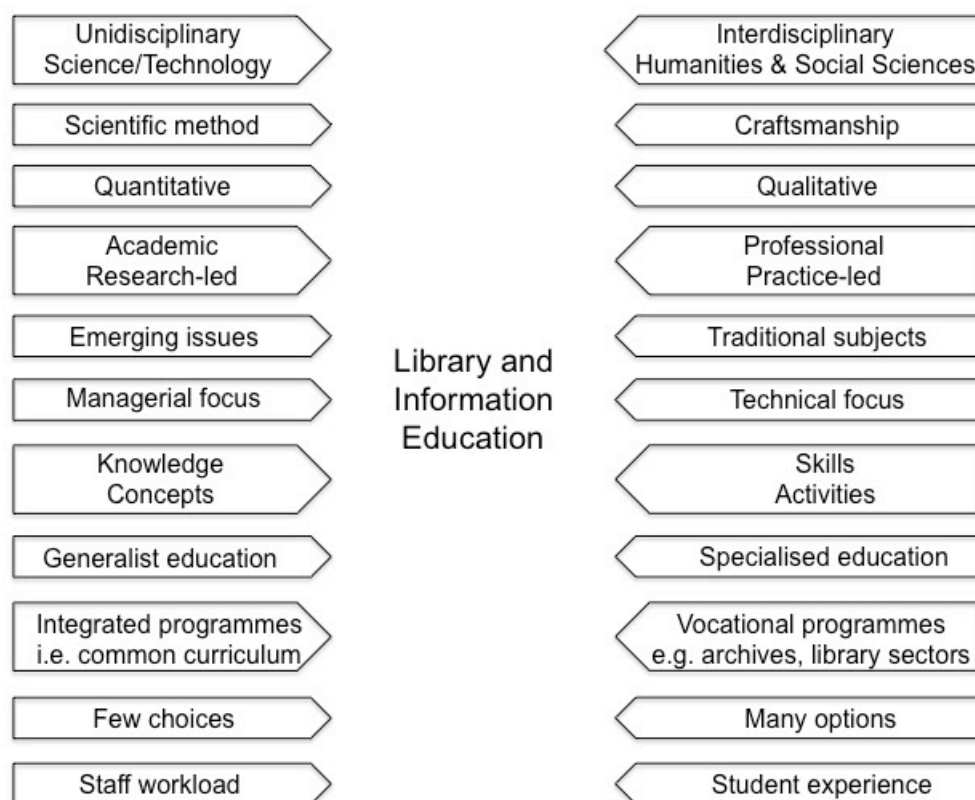 Unidisciplinary
Science/Technology
Interdisciplinary
Humanities & Social Sciences
Scientific method
Craftsmanship
Quantitative
Qualitative
Academic
Research-led
Professional
Practice-led
Emerging issues
Traditional subjects
Library and
Information
Education
Managerial focus
Technical focus
Knowledge
Concepts
Skills
Activities
Generalist education
Specialised education
Integrated programmes
i.e. common curriculum
Vocational programmes
e.g. archives, library sectors
Few choices
Many options
Staff workload
Student experience